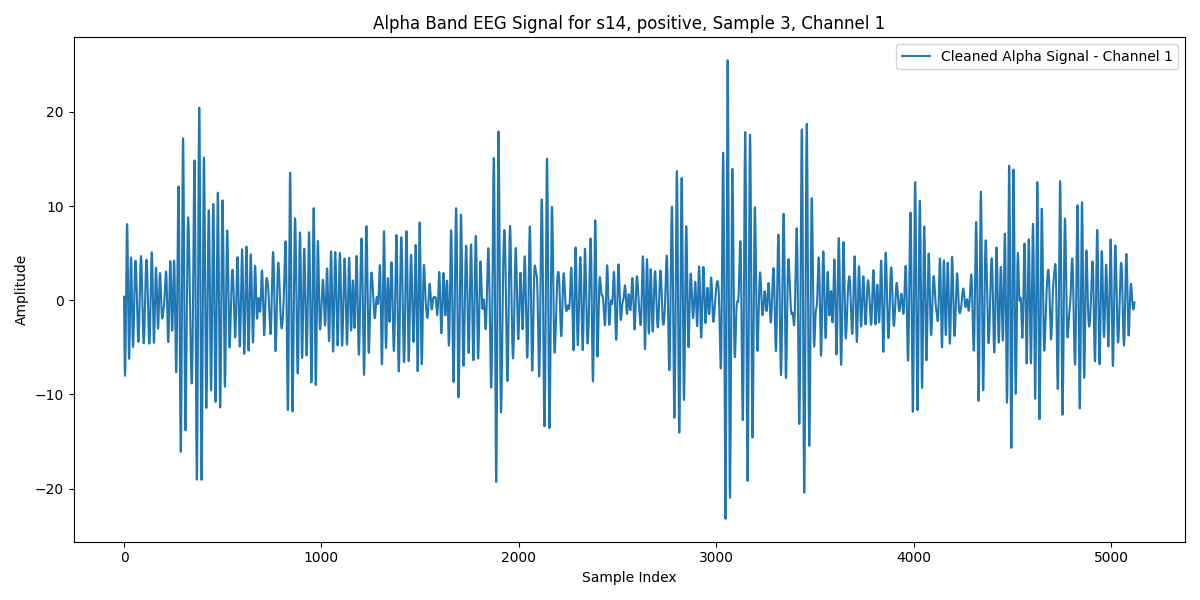 Alpha Band EEG Signal for s14, positive, Sample 3, Channel 1
Cleaned Alpha Signal - Channel 1
Amplitude
20
10
0
−10
−20
0 1000 2000 3000 4000 5000
Sample Index